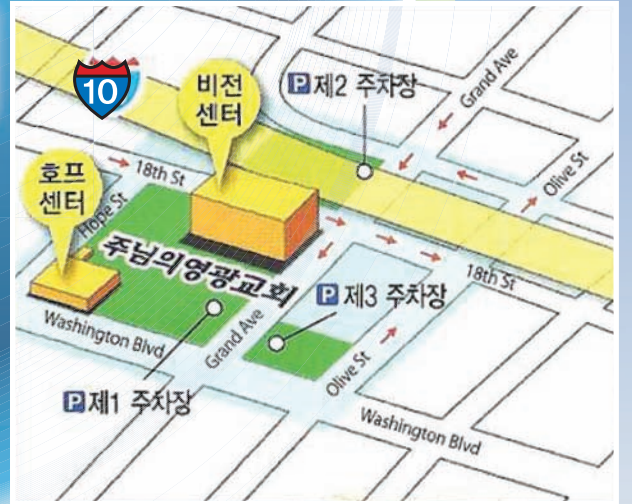 10
비전
센터
P 제2 주차장
Grand Ave
호프
센터
18th St
Olive St
Hope St
주님의영광교회
18th St
P 제3 주차장
Washington Blvd
Grand Ave
Olive St
P 제1 주차장
Washington Blvd